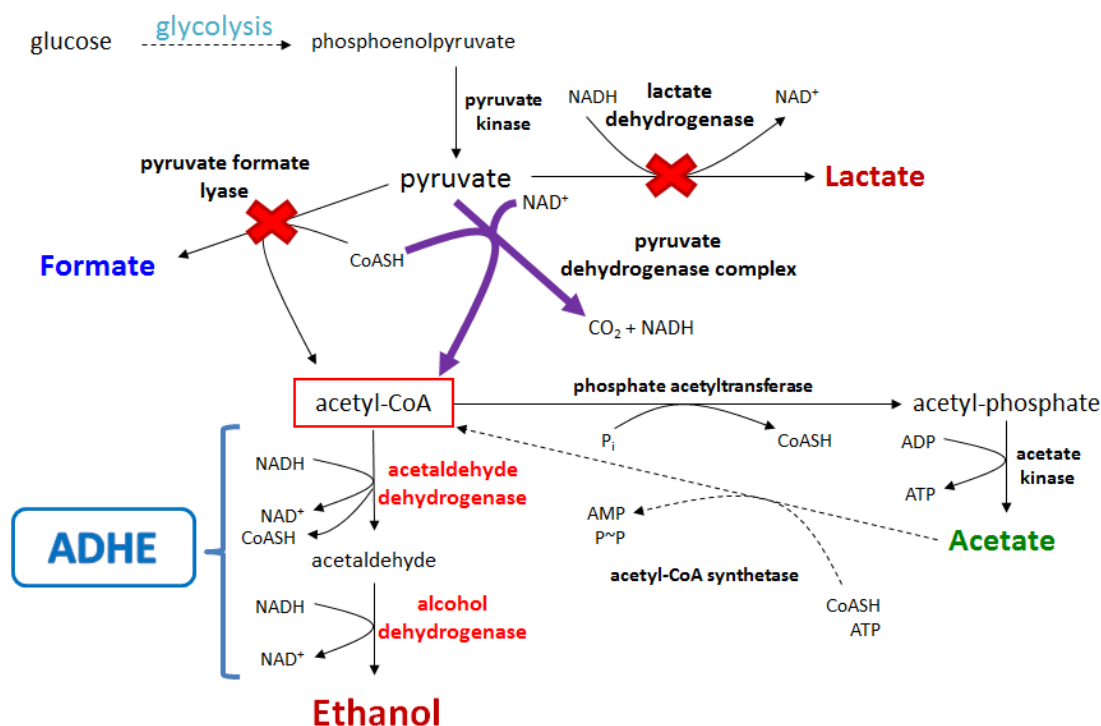 glucose
glycolysis
phosphoenolpyruvate
pyruvate
kinase
NADH
lactate
dehydrogenase
NAD⁺
pyruvate formate
lyase
pyruvate
Lactate
NAD⁺
Formate
CoASH
pyruvate
dehydrogenase complex
CO₂ + NADH
acetyl-CoA
phosphate acetyltransferase
acetyl-phosphate
Pᵢ
CoASH
ADP
acetate
kinase
ATP
NADH
acetaldehyde
dehydrogenase
NAD⁺
CoASH
ADHE
AMP
P~P
Acetate
acetaldehyde
acetyl-CoA synthetase
CoASH
ATP
NADH
alcohol
dehydrogenase
NAD⁺
Ethanol